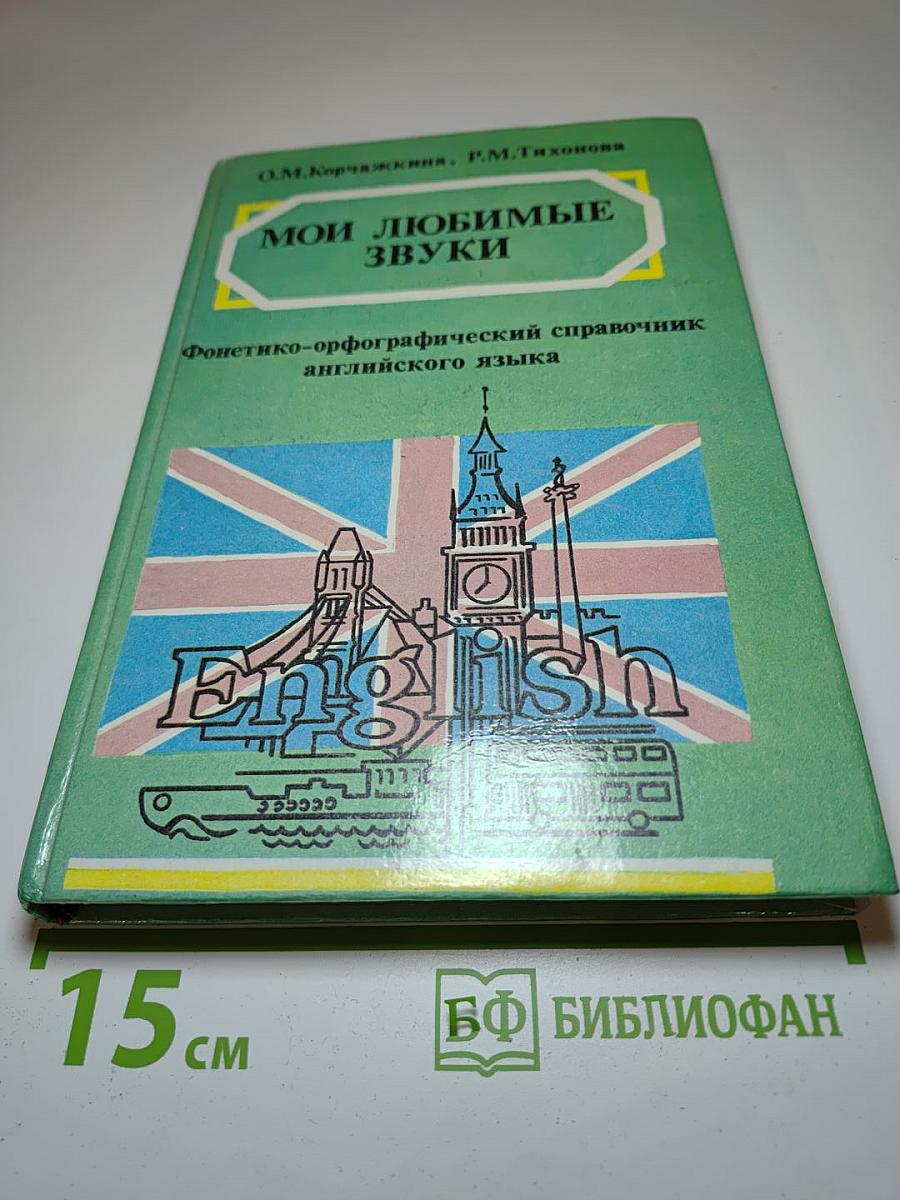 О.М.Корчажкина, Р.М.Тихонова
МОИ ЛЮБИМЫЕ
ЗВУКИ
Фонетико-орфографический справочник
английского языка
English
15 см
БФ БИБЛИОФАН